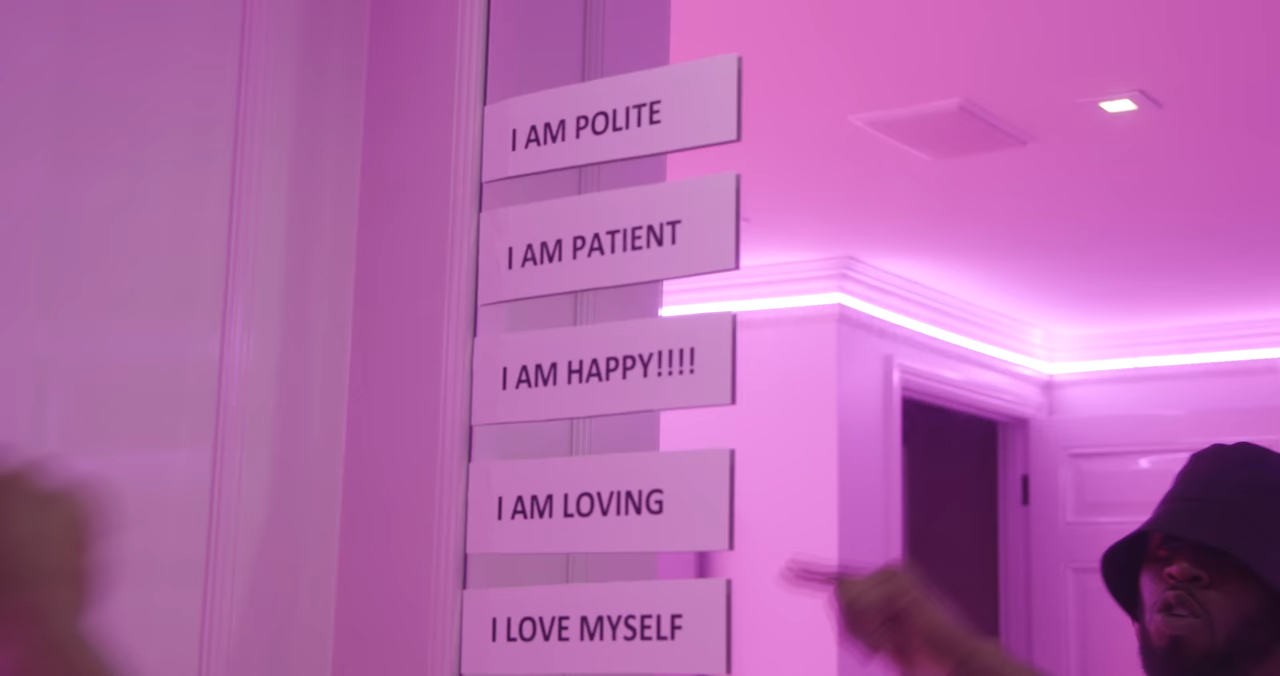 I AM POLITE
I AM PATIENT
I AM HAPPY!!!!
I AM LOVING
I LOVE MYSELF